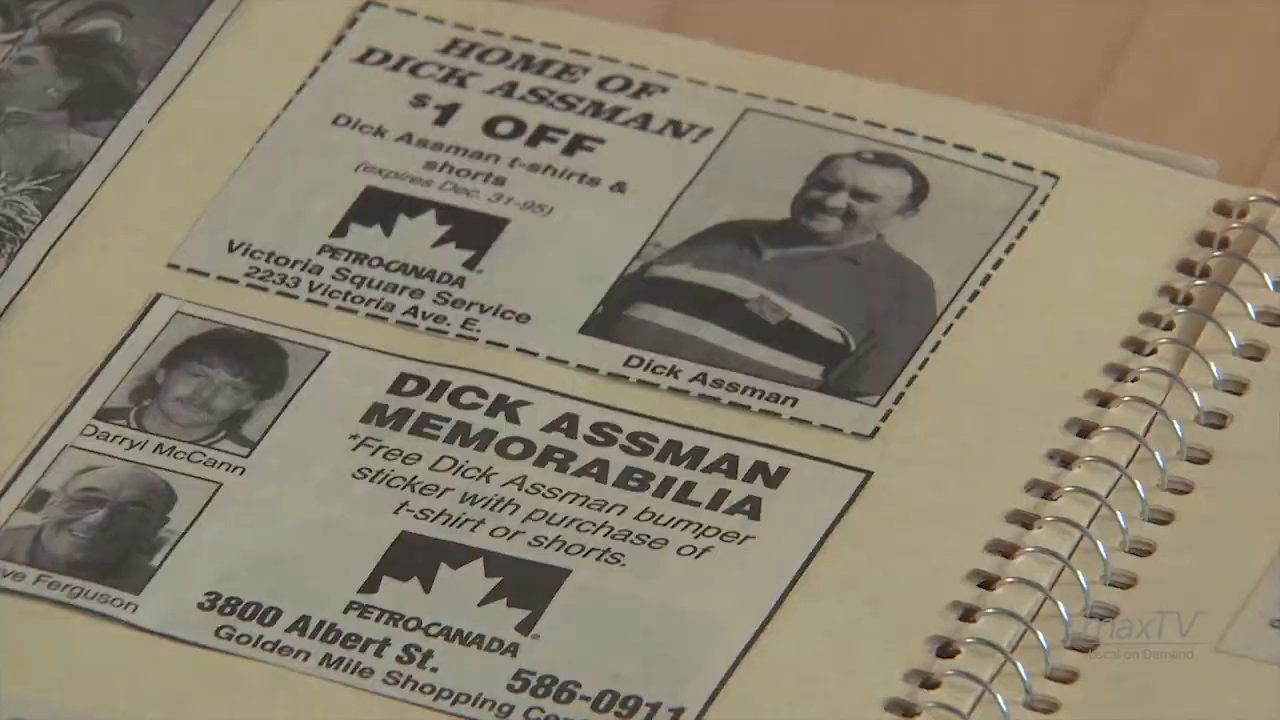 HOME OF
DICK ASSMAN!
$1 OFF
Dick Assman t-shirts &
shorts
(expires Dec. 31-95)
PETRO-CANADA
Victoria Square Service
2233 Victoria Ave. E.
Dick Assman
Darryl McCann
ve Ferguson
DICK ASSMAN
MEMORABILIA
*Free Dick Assman bumper
sticker with purchase of
t-shirt or shorts.
PETRO-CANADA
3800 Albert St.
Golden Mile Shopping
586-0911
maxTV
Local on Demand